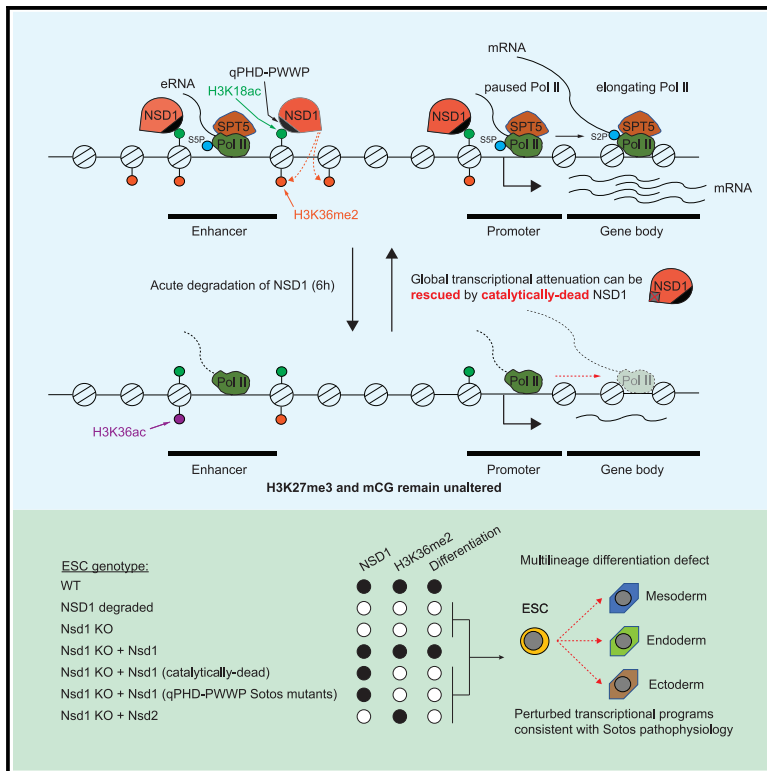 mRNA
eRNA
qPHD-PWWP
H3K18ac
paused Pol II
elongating Pol II
NSD1
NSD1
NSD1
SPT5
SPT5
SPT5
S5P
S5P
S2P
Pol II
Pol II
Pol II
H3K36me2
mRNA
Enhancer
Promoter
Gene body
Acute degradation of NSD1 (6h)
Global transcriptional attenuation can be
rescued by catalytically-dead NSD1
NSD1
Pol II
Pol II
Pol II
H3K36ac
Enhancer
Promoter
Gene body
H3K27me3 and mCG remain unaltered
ESC genotype:
NSD1
H3K36me2
Differentiation
WT
NSD1 degraded
Nsd1 KO
Nsd1 KO + Nsd1
Nsd1 KO + Nsd1 (catalytically-dead)
Nsd1 KO + Nsd1 (qPHD-PWWP Sotos mutants)
Nsd1 KO + Nsd2
Multilineage differentiation defect
ESC
Mesoderm
Endoderm
Ectoderm
Perturbed transcriptional programs
consistent with Sotos pathophysiology